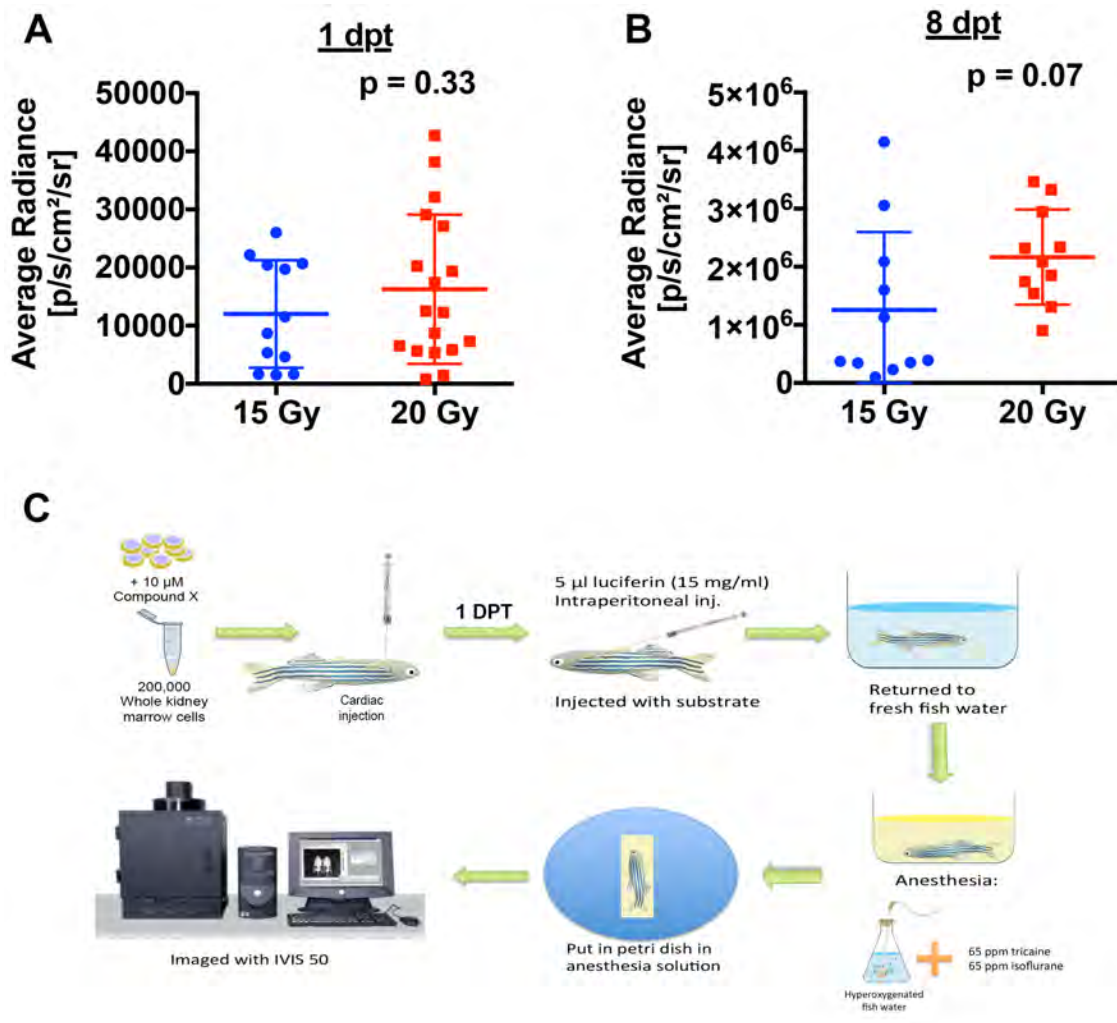 A
1 dpt
p = 0.33
50000
40000
30000
20000
10000
0
Average Radiance
[p/s/cm²/sr]
15 Gy
20 Gy
B
8 dpt
p = 0.07
5×10⁶
4×10⁶
3×10⁶
2×10⁶
1×10⁶
0
Average Radiance
[p/s/cm²/sr]
15 Gy
20 Gy
C
+ 10 µM
Compound X
200,000
Whole kidney
marrow cells
Cardiac
injection
1 DPT
5 µl luciferin (15 mg/ml)
Intraperitoneal inj.
Injected with substrate
Returned to
fresh fish water
Anesthesia:
Hyperoxygenated
fish water
65 ppm tricaine
65 ppm isoflurane
Put in petri dish in
anesthesia solution
Imaged with IVIS 50